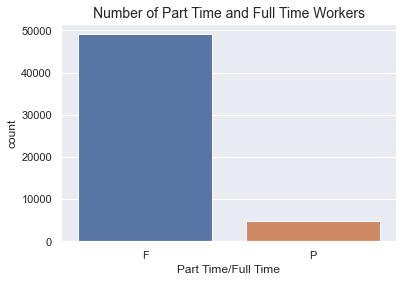 Number of Part Time and Full Time Workers
50000
40000
30000
20000
10000
0
count
F P
Part Time/Full Time